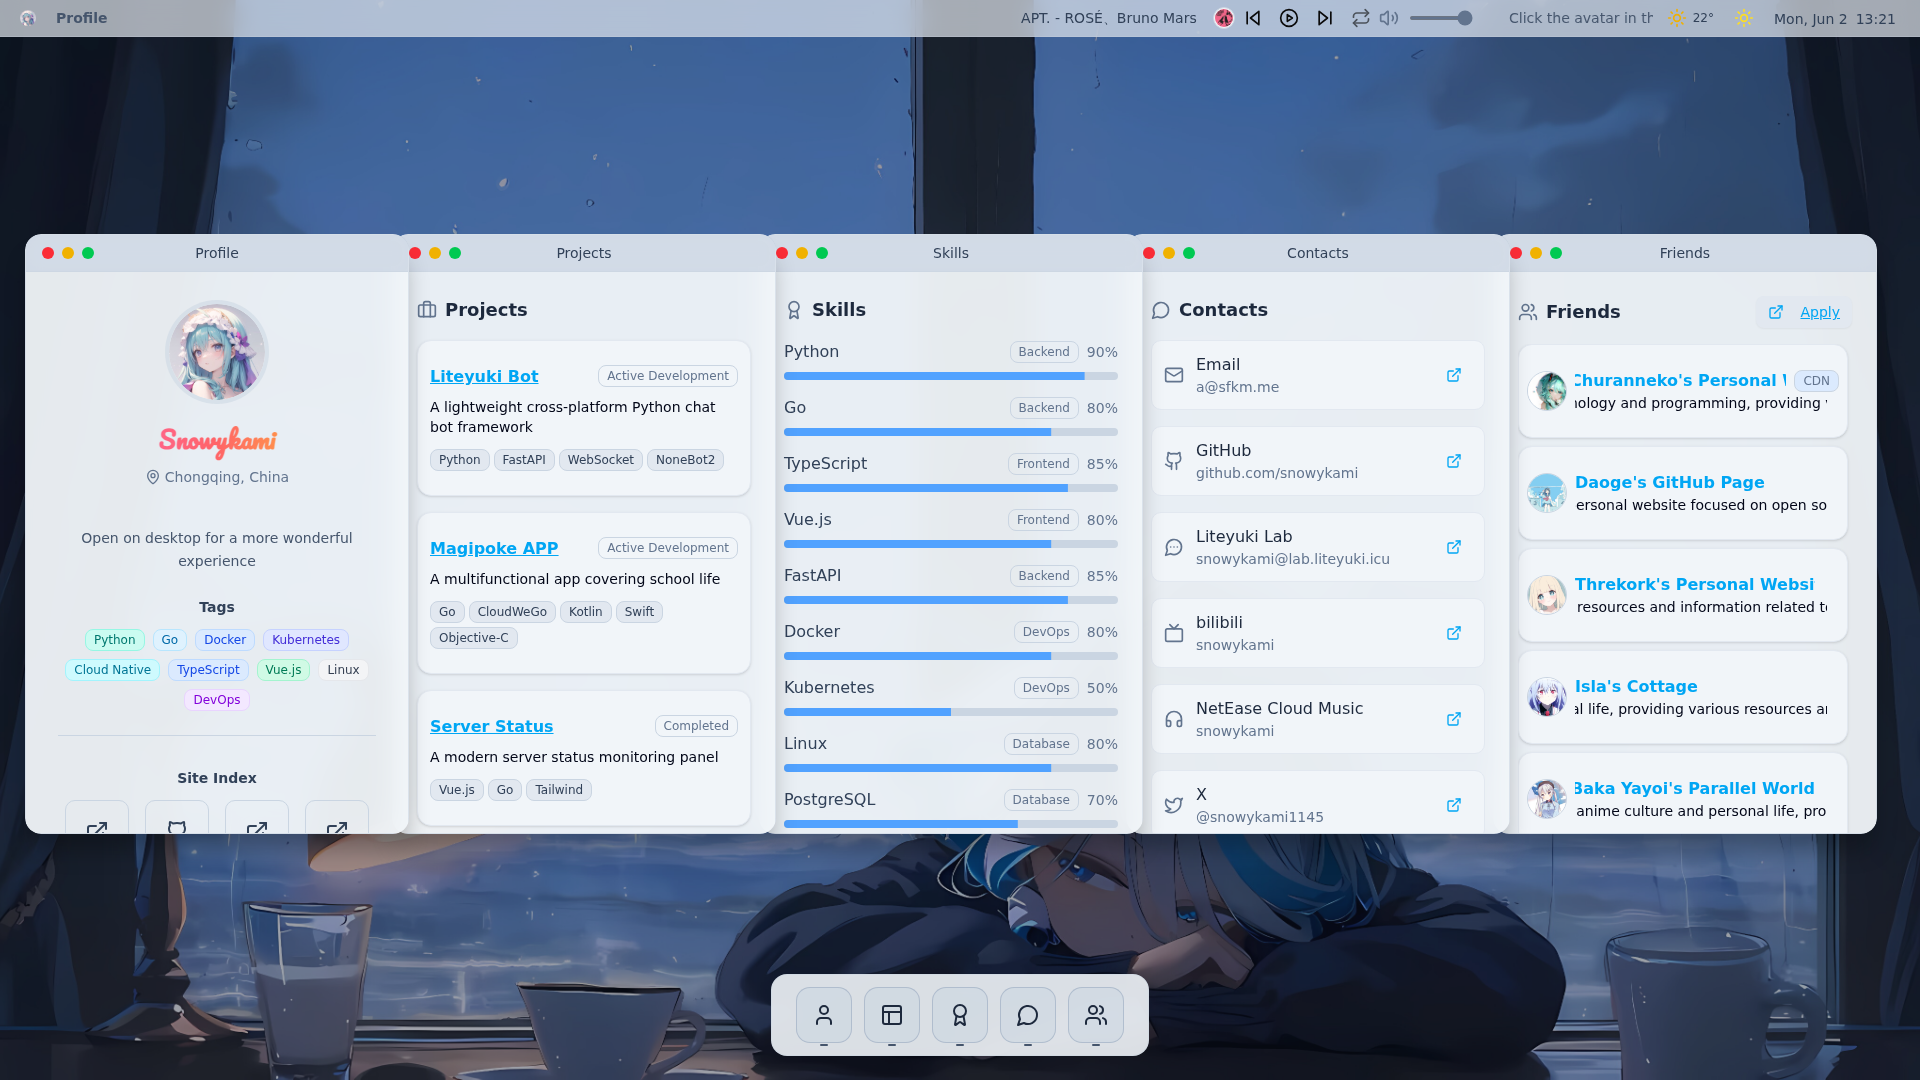 Profile
APT. - ROSÉ、Bruno Mars
Click the avatar in th
22°
Mon, Jun 2 13:21
Profile
Snowykami
Chongqing, China
Open on desktop for a more wonderful
experience
Tags
Python
Go
Docker
Kubernetes
Cloud Native
TypeScript
Vue.js
Linux
DevOps
Site Index
Projects
Projects
Liteyuki Bot
Active Development
A lightweight cross-platform Python chat
bot framework
Python
FastAPI
WebSocket
NoneBot2
Magipoke APP
Active Development
A multifunctional app covering school life
Go
CloudWeGo
Kotlin
Swift
Objective-C
Server Status
Completed
A modern server status monitoring panel
Vue.js
Go
Tailwind
Skills
Skills
Python Backend 90%
Go Backend 80%
TypeScript Frontend 85%
Vue.js Frontend 80%
FastAPI Backend 85%
Docker DevOps 80%
Kubernetes DevOps 50%
Linux Database 80%
PostgreSQL Database 70%
Contacts
Contacts
Email
a@sfkm.me
GitHub
github.com/snowykami
Liteyuki Lab
snowykami@lab.liteyuki.icu
bilibili
snowykami
NetEase Cloud Music
snowykami
X
@snowykami1145
Friends
Friends
Apply
Churanneko's Personal
CDN
nology and programming, providing
Daoge's GitHub Page
ersonal website focused on open so
Threkork's Personal Websi
resources and information related to
Isla's Cottage
al life, providing various resources ar
Baka Yayoi's Parallel World
anime culture and personal life, pro